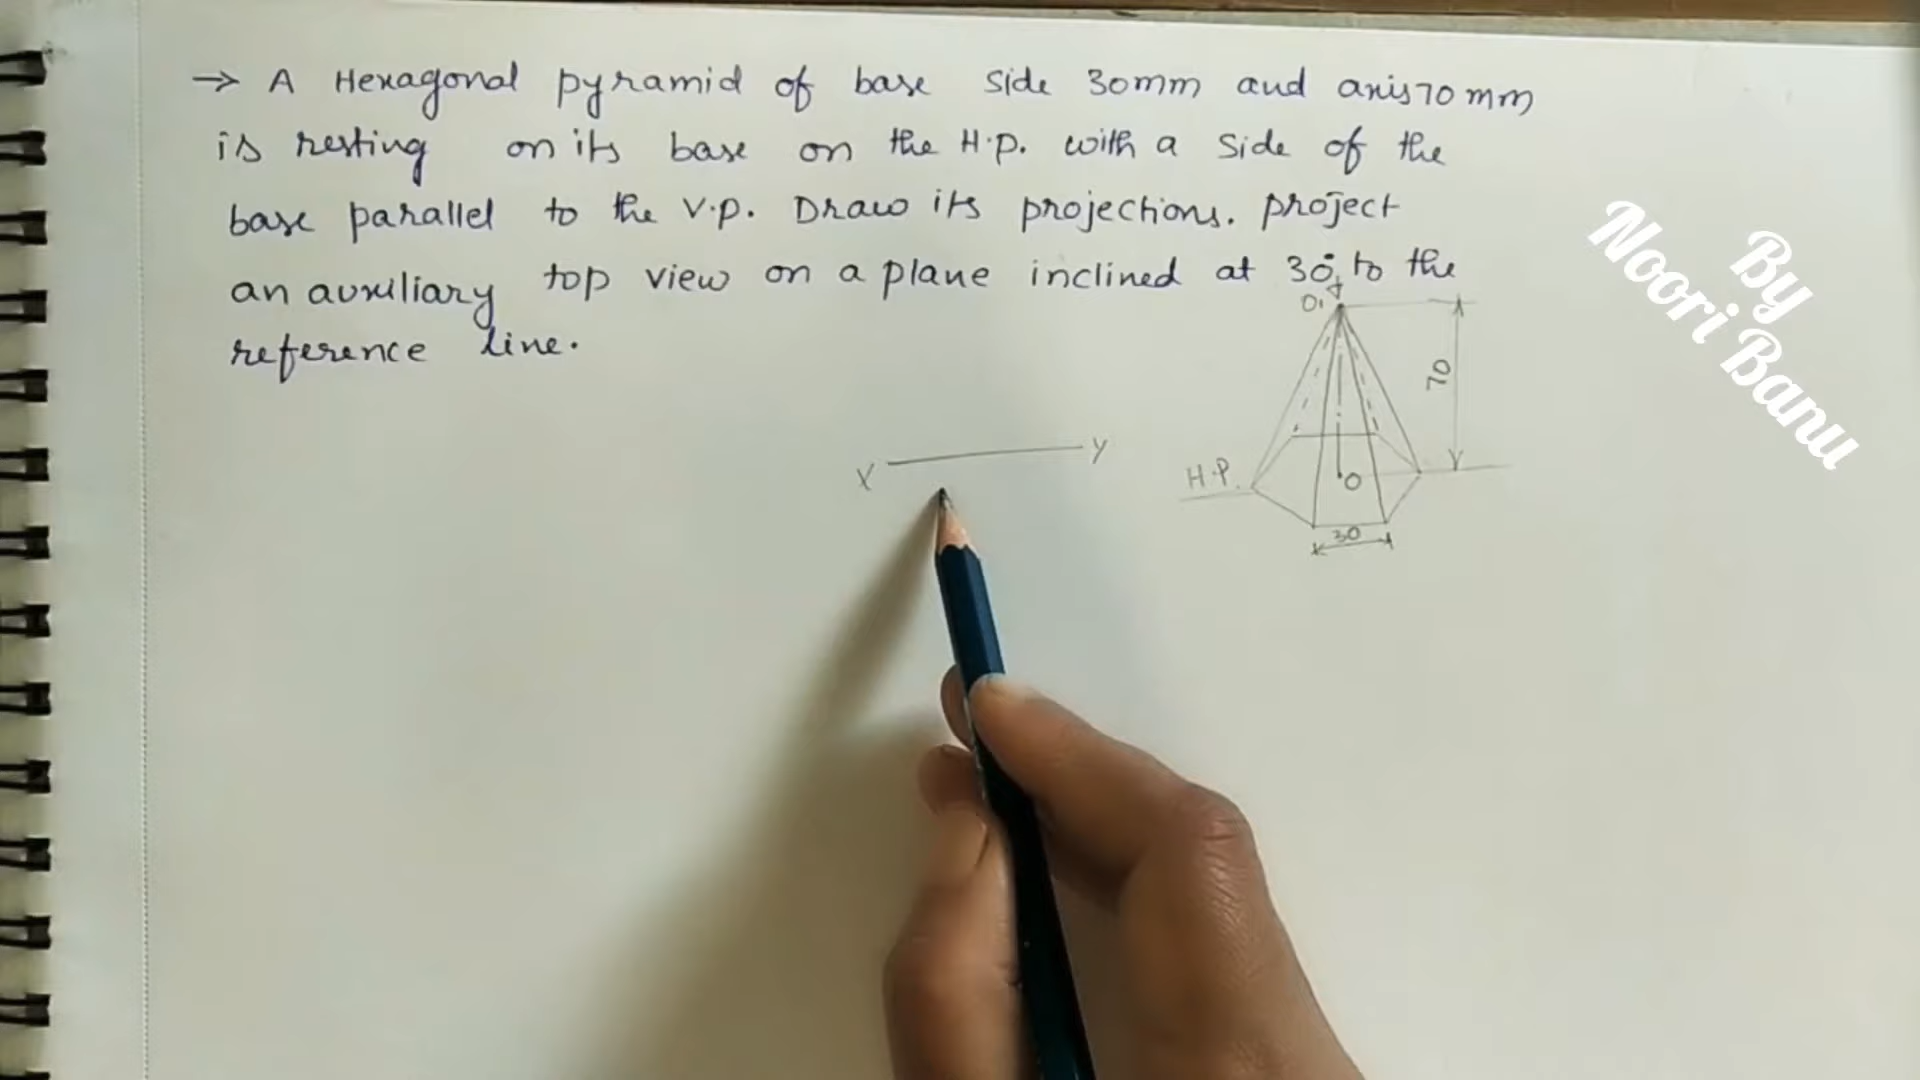 → A Hexagonal pyramid of base side 30mm and axis 70 mm
is resting on its base on the H.P. with a side of the
base parallel to the V.P. Draw its projections. project
an auxiliary top view on a plane inclined at 30° to the
reference line.
By
Noori Banu
O₁
70
X Y
H.P.
O
30